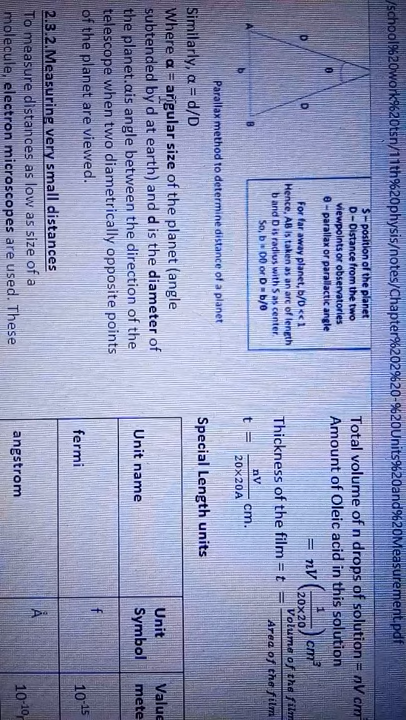 /school%20work%20tsn/11th%20physics/notes/Chapter%202%20-%20Units%20and%20Measurement.pdf
D
θ
D
A
b
B
S – position of the planet
D – Distance from the two
viewpoints or observatories
θ – parallax or parallactic angle
For far away planet, b/D << 1
Hence, AB is taken as an arc of length
b and D is radius with S as center
So, b = Dθ or D = b/θ
Parallax method to determine distance of a planet
Similarly, α = d/D
Where α = angular size of the planet (angle
subtended by d at earth) and d is the diameter of
the planet αis angle between the direction of the
telescope when two diametrically opposite points
of the planet are viewed.
2.3.2.Measuring very small distances
To measure distances as low as size of a
molecule, electron microscopes are used. These
Total volume of n drops of solution = nV cm
Amount of Oleic acid in this solution
= nV (1/20×20) cm³
Thickness of the film = t = Volume of the film/Area of the film
t = nV/20×20A cm.
Special Length units
Unit name Unit Symbol Value mete
fermi f 10⁻¹⁵
angstrom Å 10⁻¹⁰